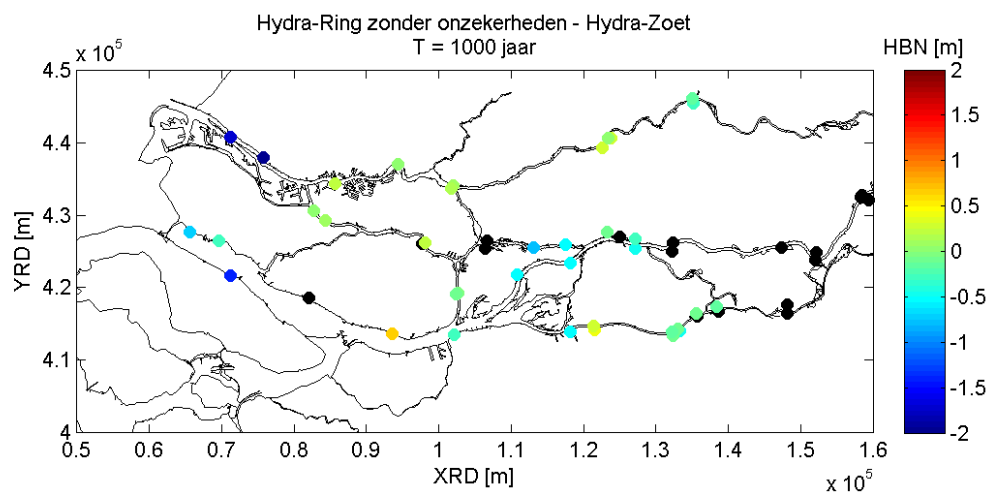 Hydra-Ring zonder onzekerheden - Hydra-Zoet
T = 1000 jaar
x 10^5
HBN [m]
4.5
4.4
4.3
4.2
4.1
4
YRD [m]
0.5 0.6 0.7 0.8 0.9 1 1.1 1.2 1.3 1.4 1.5 1.6
XRD [m]
x 10^5
2
1.5
1
0.5
0
-0.5
-1
-1.5
-2